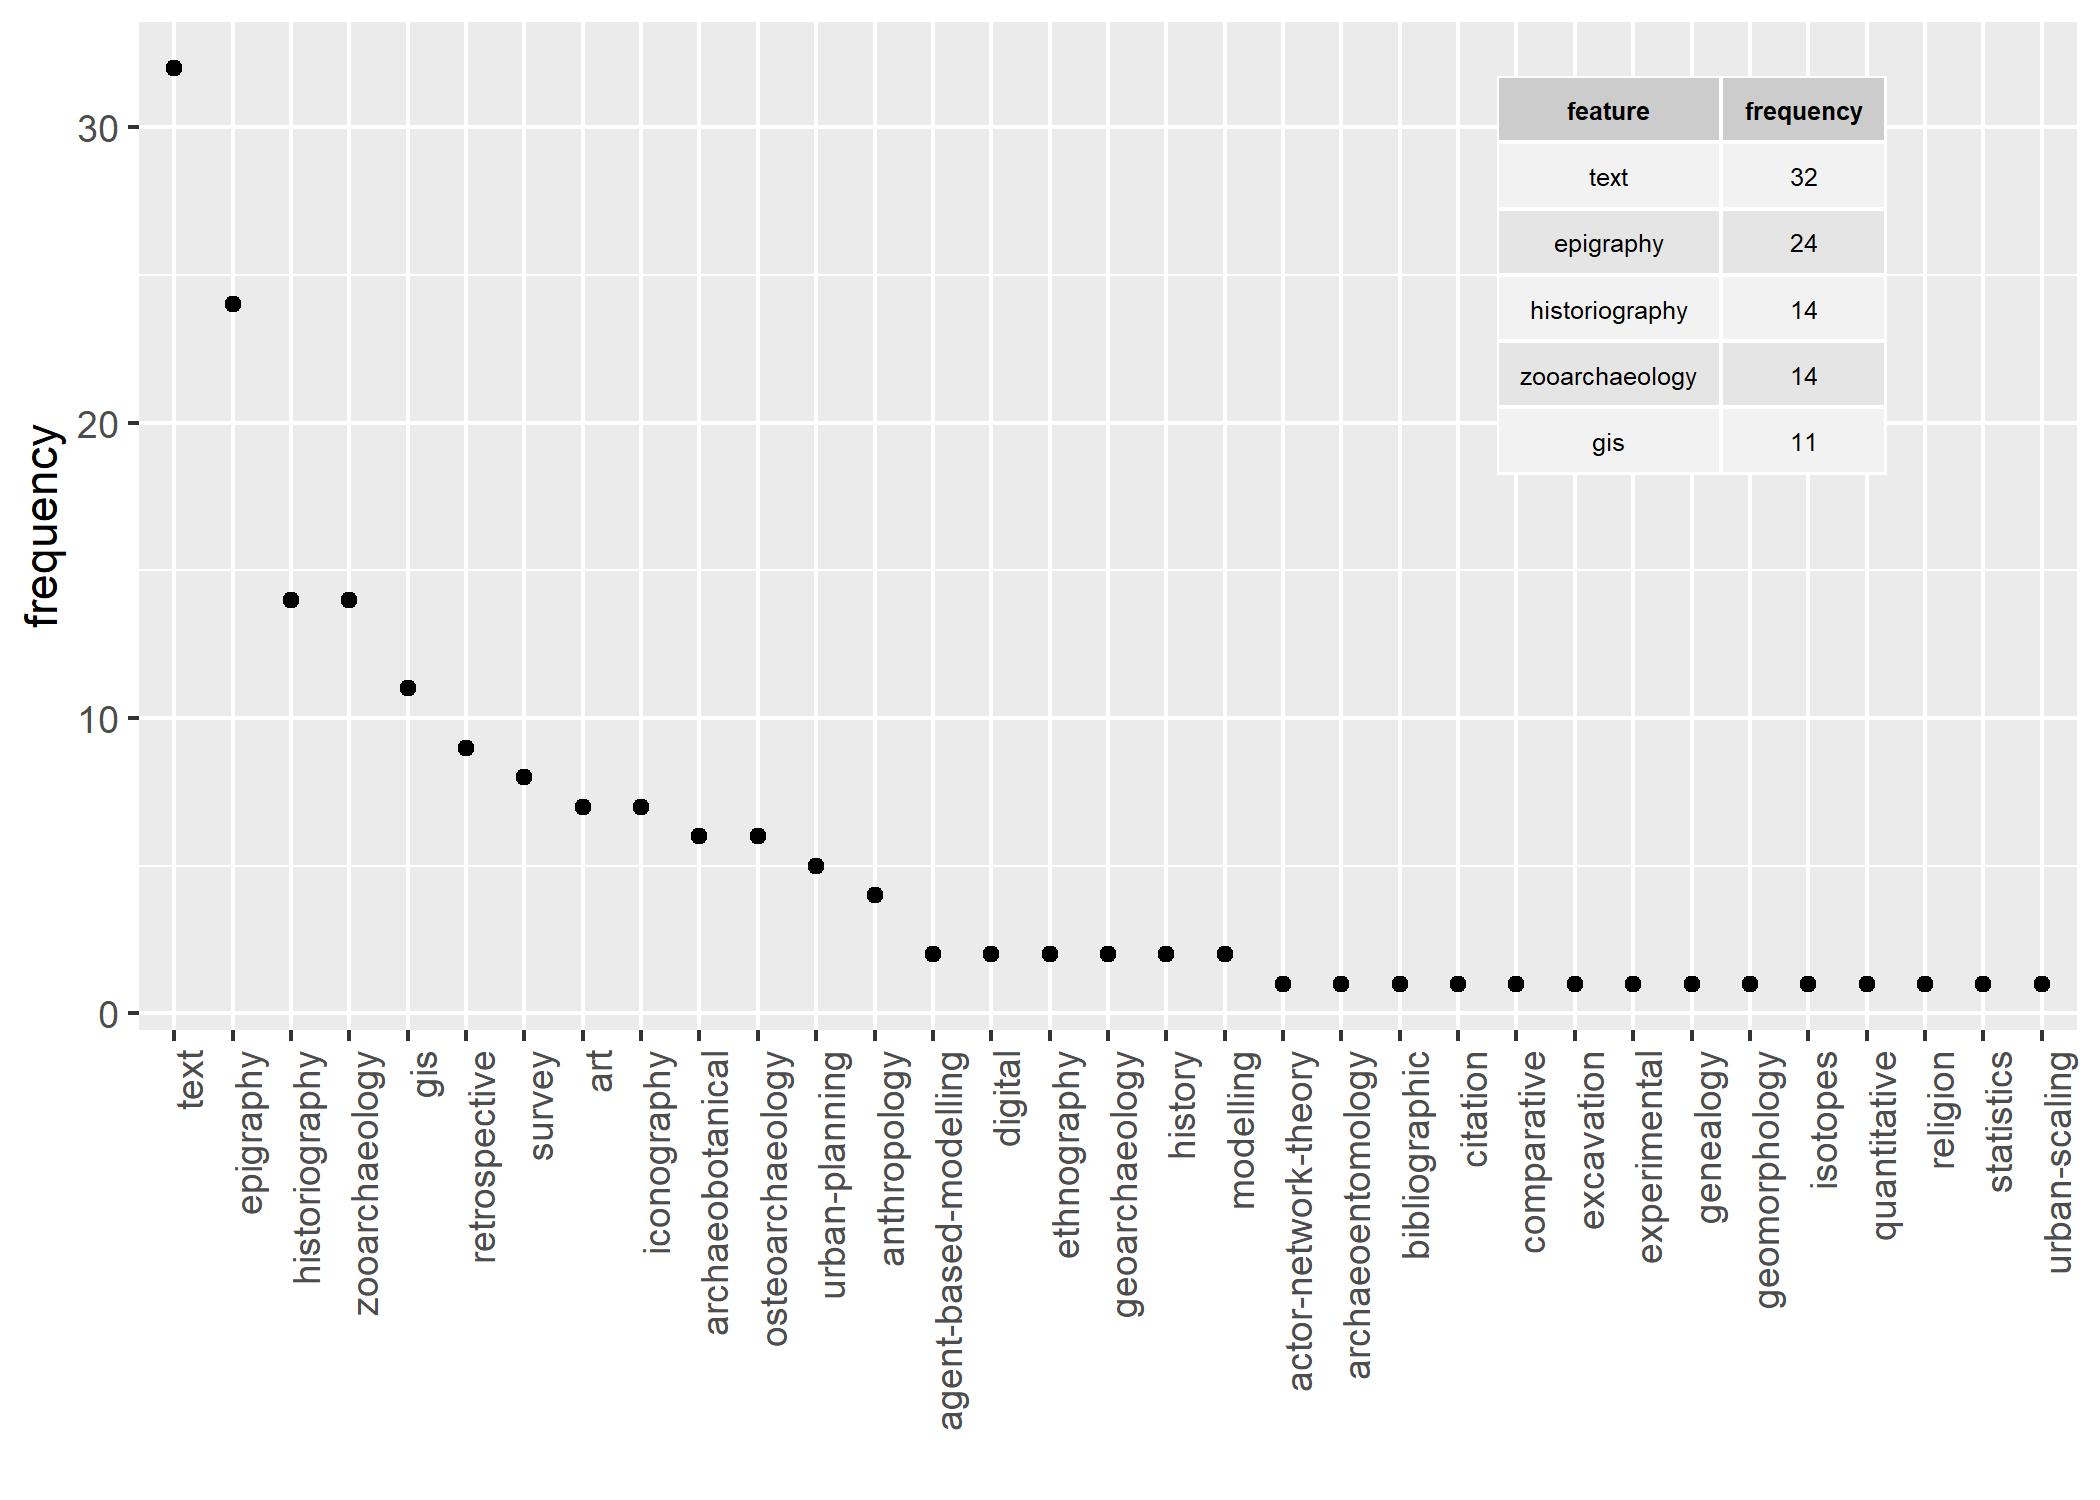 feature frequency
text 32
epigraphy 24
historiography 14
zooarchaeology 14
gis 11
frequency
30
20
10
0
text
epigraphy
historiography
zooarchaeology
gis
retrospective
survey
art
iconography
archaeobotanical
osteoarchaeology
urban-planning
anthropology
agent-based-modelling
digital
ethnography
geoarchaeology
history
modelling
actor-network-theory
archaeoentomology
bibliographic
citation
comparative
excavation
experimental
genealogy
geomorphology
isotopes
quantitative
religion
statistics
urban-scaling